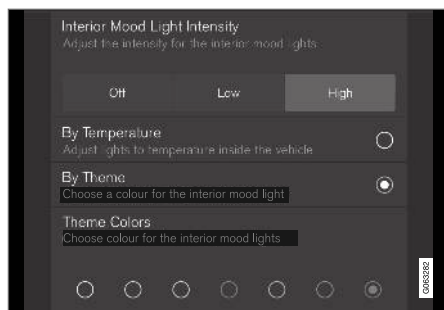 Interior Mood Light Intensity
Adjust the intensity for the interior mood lights
Off Low High
By Temperature
Adjust lights to temperature inside the vehicle
By Theme
Choose a colour for the interior mood light
Theme Colors
Choose colour for the interior mood lights
G063282